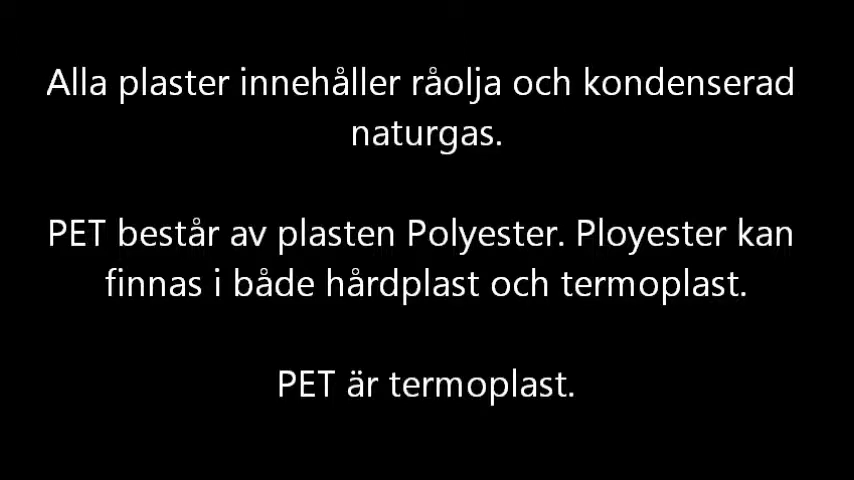 Alla plaster innehåller råolja och kondenserad
naturgas.
PET består av plasten Polyester. Ployester kan
finnas i både hårdplast och termoplast.
PET är termoplast.